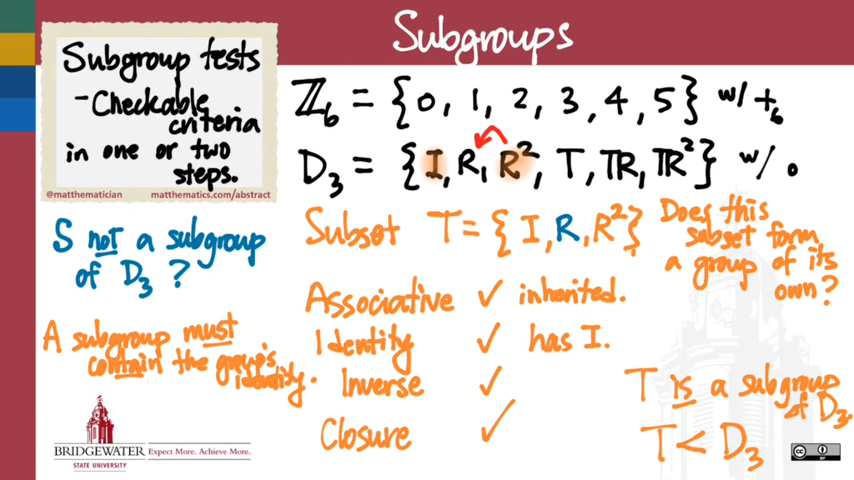 Subgroups
Subgroup tests
- Checkable
criteria
in one or two
steps.
@matthematician matthematics.com/abstract
ℤ₆ = {0, 1, 2, 3, 4, 5} w/ +₆
D₃ = {I, R, R², T, TR, TR²} w/ ∘
S not a subgroup
of D₃ ?
Subset T = {I, R, R²}
Does this
subset form
a group of its
own?
Associative ✓ inherited.
Identity ✓ has I.
Inverse ✓
Closure ✓
A subgroup must
contain the group's
identity.
T is a subgroup
of D₃.
T < D₃
BRIDGEWATER
STATE UNIVERSITY
Expect More. Achieve More.
cc BY